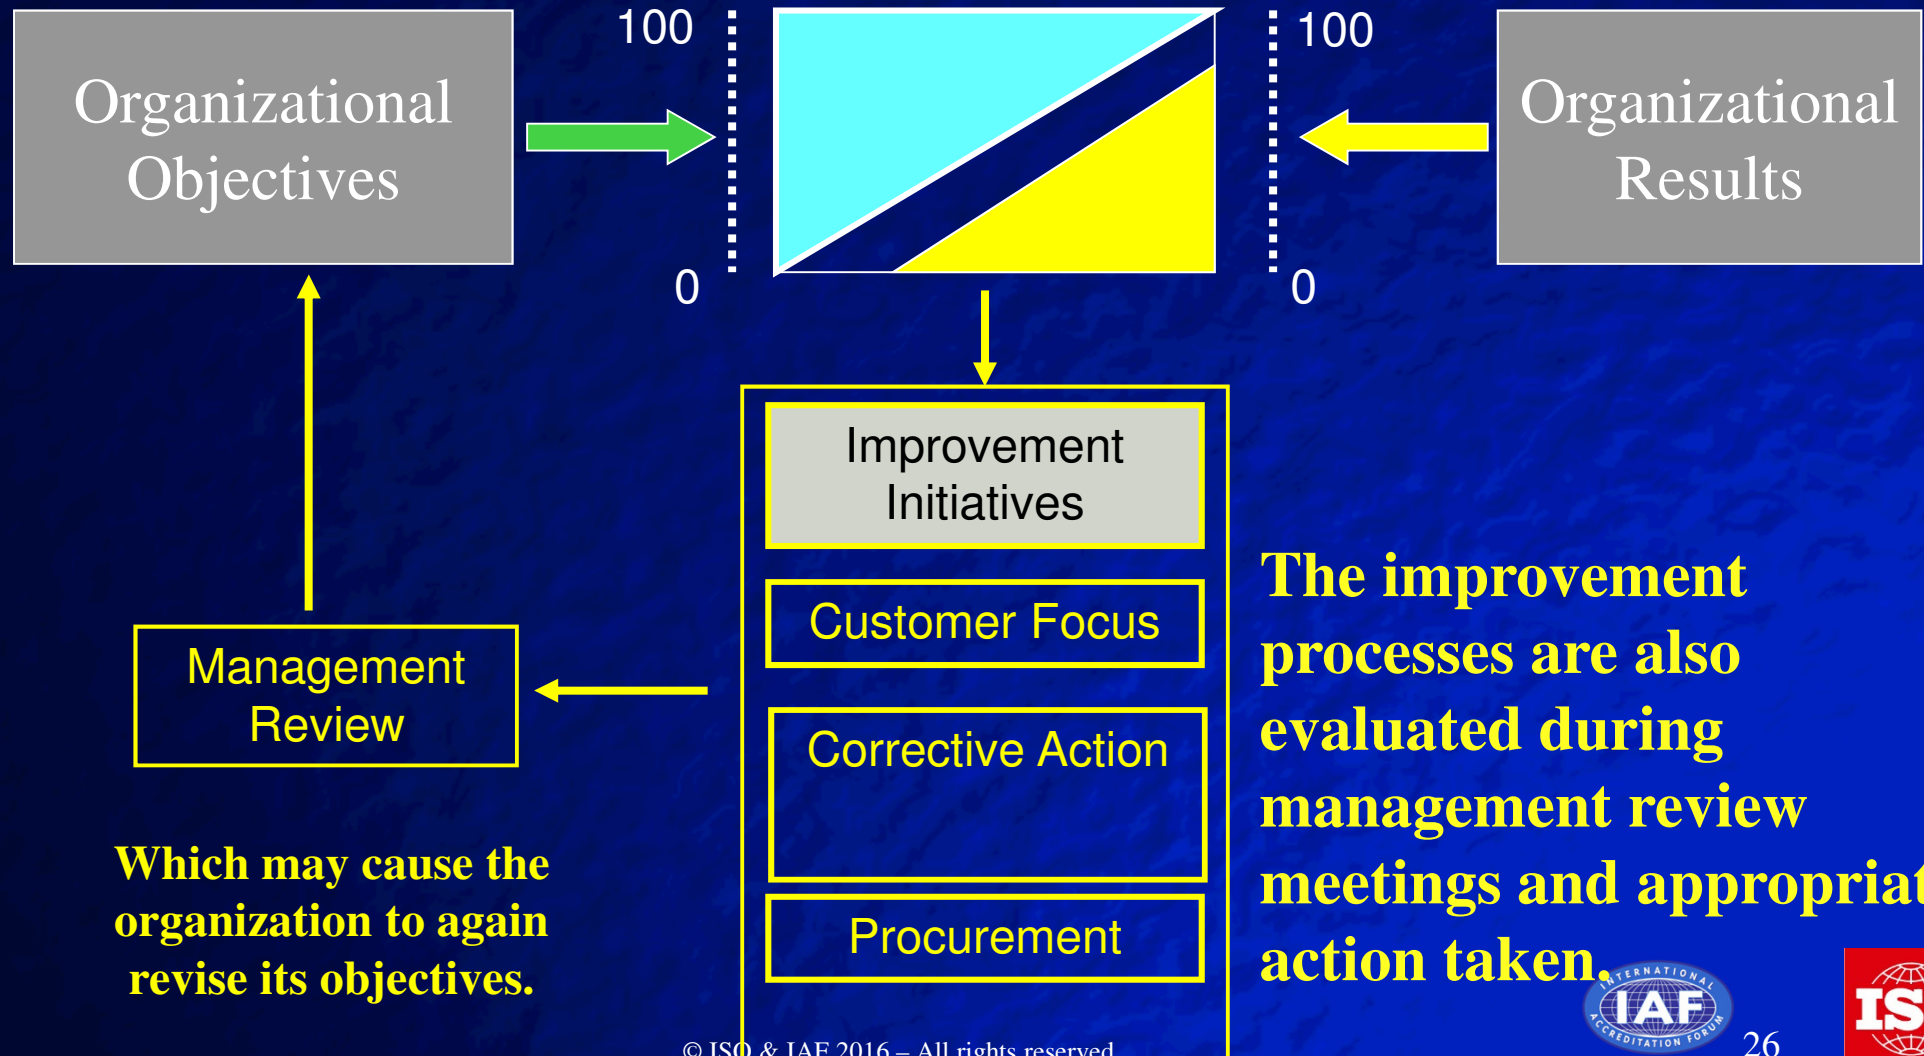 Organizational
Objectives
100
0
100
0
Organizational
Results
Improvement
Initiatives
Customer Focus
Corrective Action
Procurement
Management
Review
Which may cause the
organization to again
revise its objectives.
The improvement
processes are also
evaluated during
management review
meetings and appropriat
action taken.
INTERNATIONAL
IAF
ACCREDITATION FORUM
26
IS
© ISO & IAF 2016 – All rights reserved